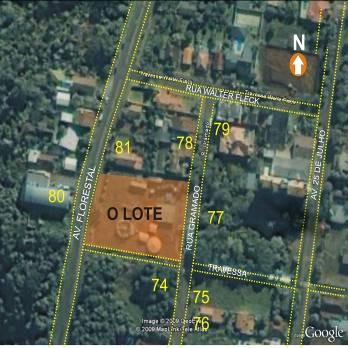 N
RUA WALTER FLECK
79
78
81
AV. 25 DE JULHO
80
O LOTE
AV. FLORESTAL
RUA GRAMADO
77
TRAVESSA
74
75
76
Google